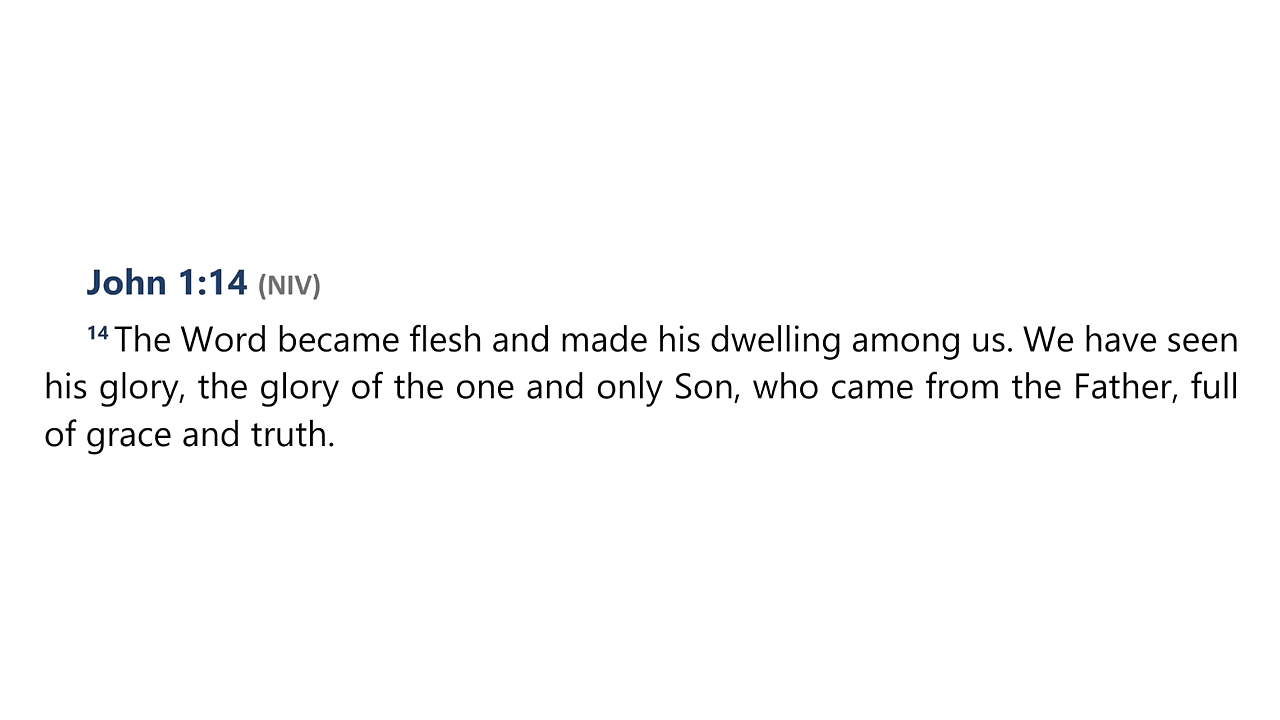 John 1:14 (NIV)
14 The Word became flesh and made his dwelling among us. We have seen
his glory, the glory of the one and only Son, who came from the Father, full
of grace and truth.